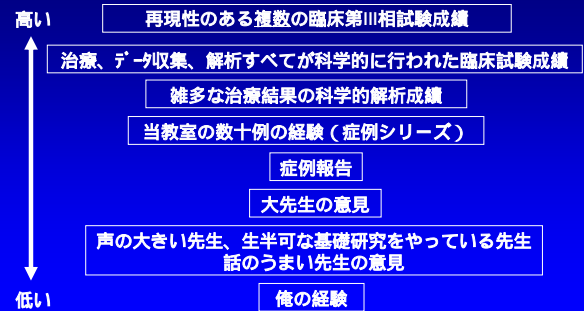 高い
再現性のある複数の臨床第III相試験成績
治療、データ収集、解析すべてが科学的に行われた臨床試験成績
雑多な治療結果の科学的解析成績
当教室の数十例の経験(症例シリーズ)
症例報告
大先生の意見
声の大きい先生、生半可な基礎研究をやっている先生
話のうまい先生の意見
低い
俺の経験